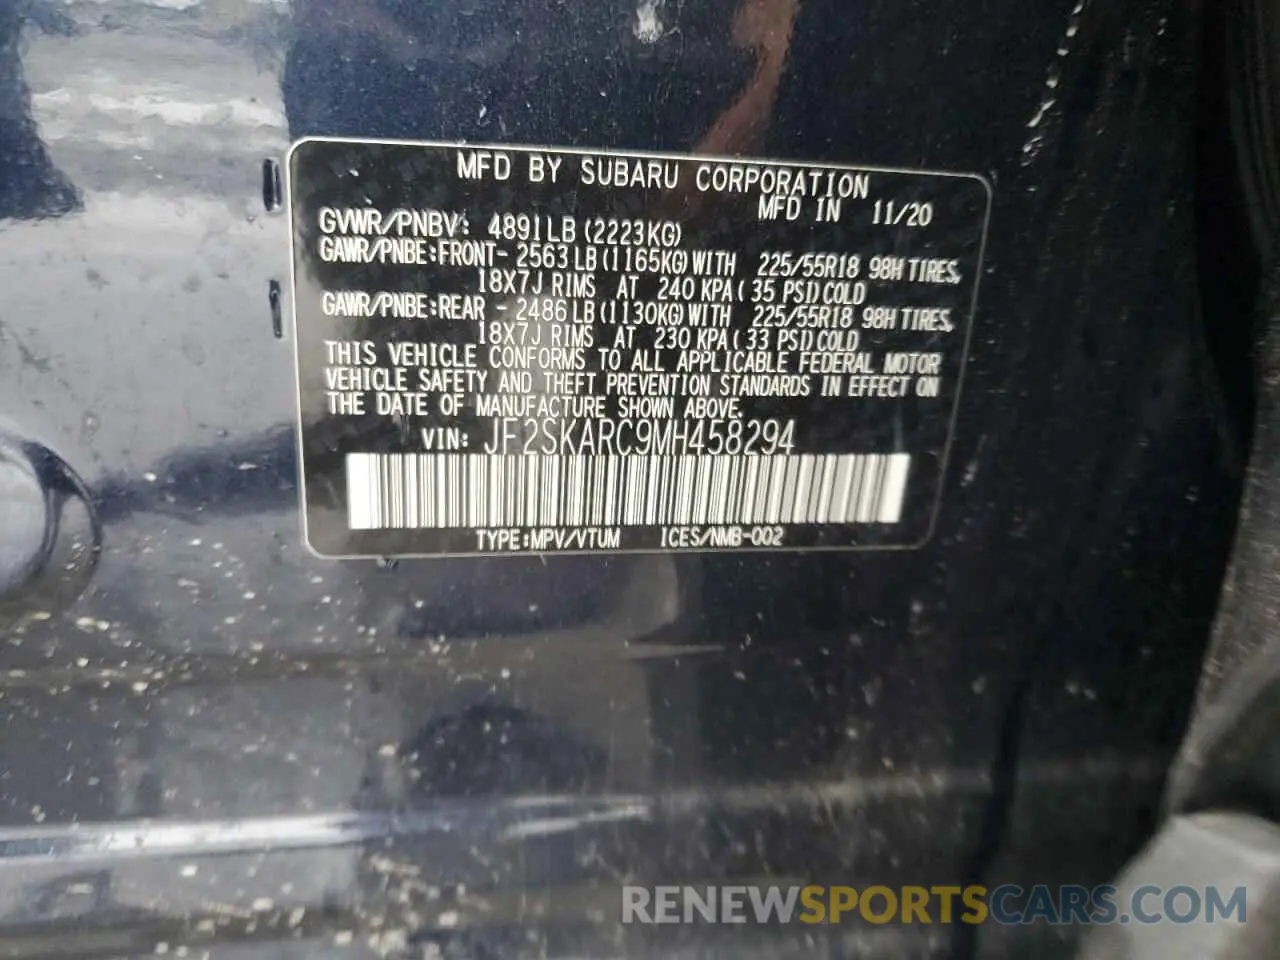 MFD BY SUBARU CORPORATION
MFD IN 11/20
GVWR/PNBV: 4891LB (2223KG)
GAWR/PNBE:FRONT- 2563LB (1165KG) WITH 225/55R18 98H TIRES,
18X7J RIMS AT 240 KPA( 35 PSI) COLD
GAWR/PNBE:REAR - 2486LB (1130KG) WITH 225/55R18 98H TIRES,
18X7J RIMS AT 230 KPA( 33 PSI) COLD
THIS VEHICLE CONFORMS TO ALL APPLICABLE FEDERAL MOTOR
VEHICLE SAFETY AND THEFT PREVENTION STANDARDS IN EFFECT ON
THE DATE OF MANUFACTURE SHOWN ABOVE.
VIN: JF2SKARC9MH458294
TYPE:MPV/VTUM ICES/NMB-002
RENEWSPORTSCARS.COM